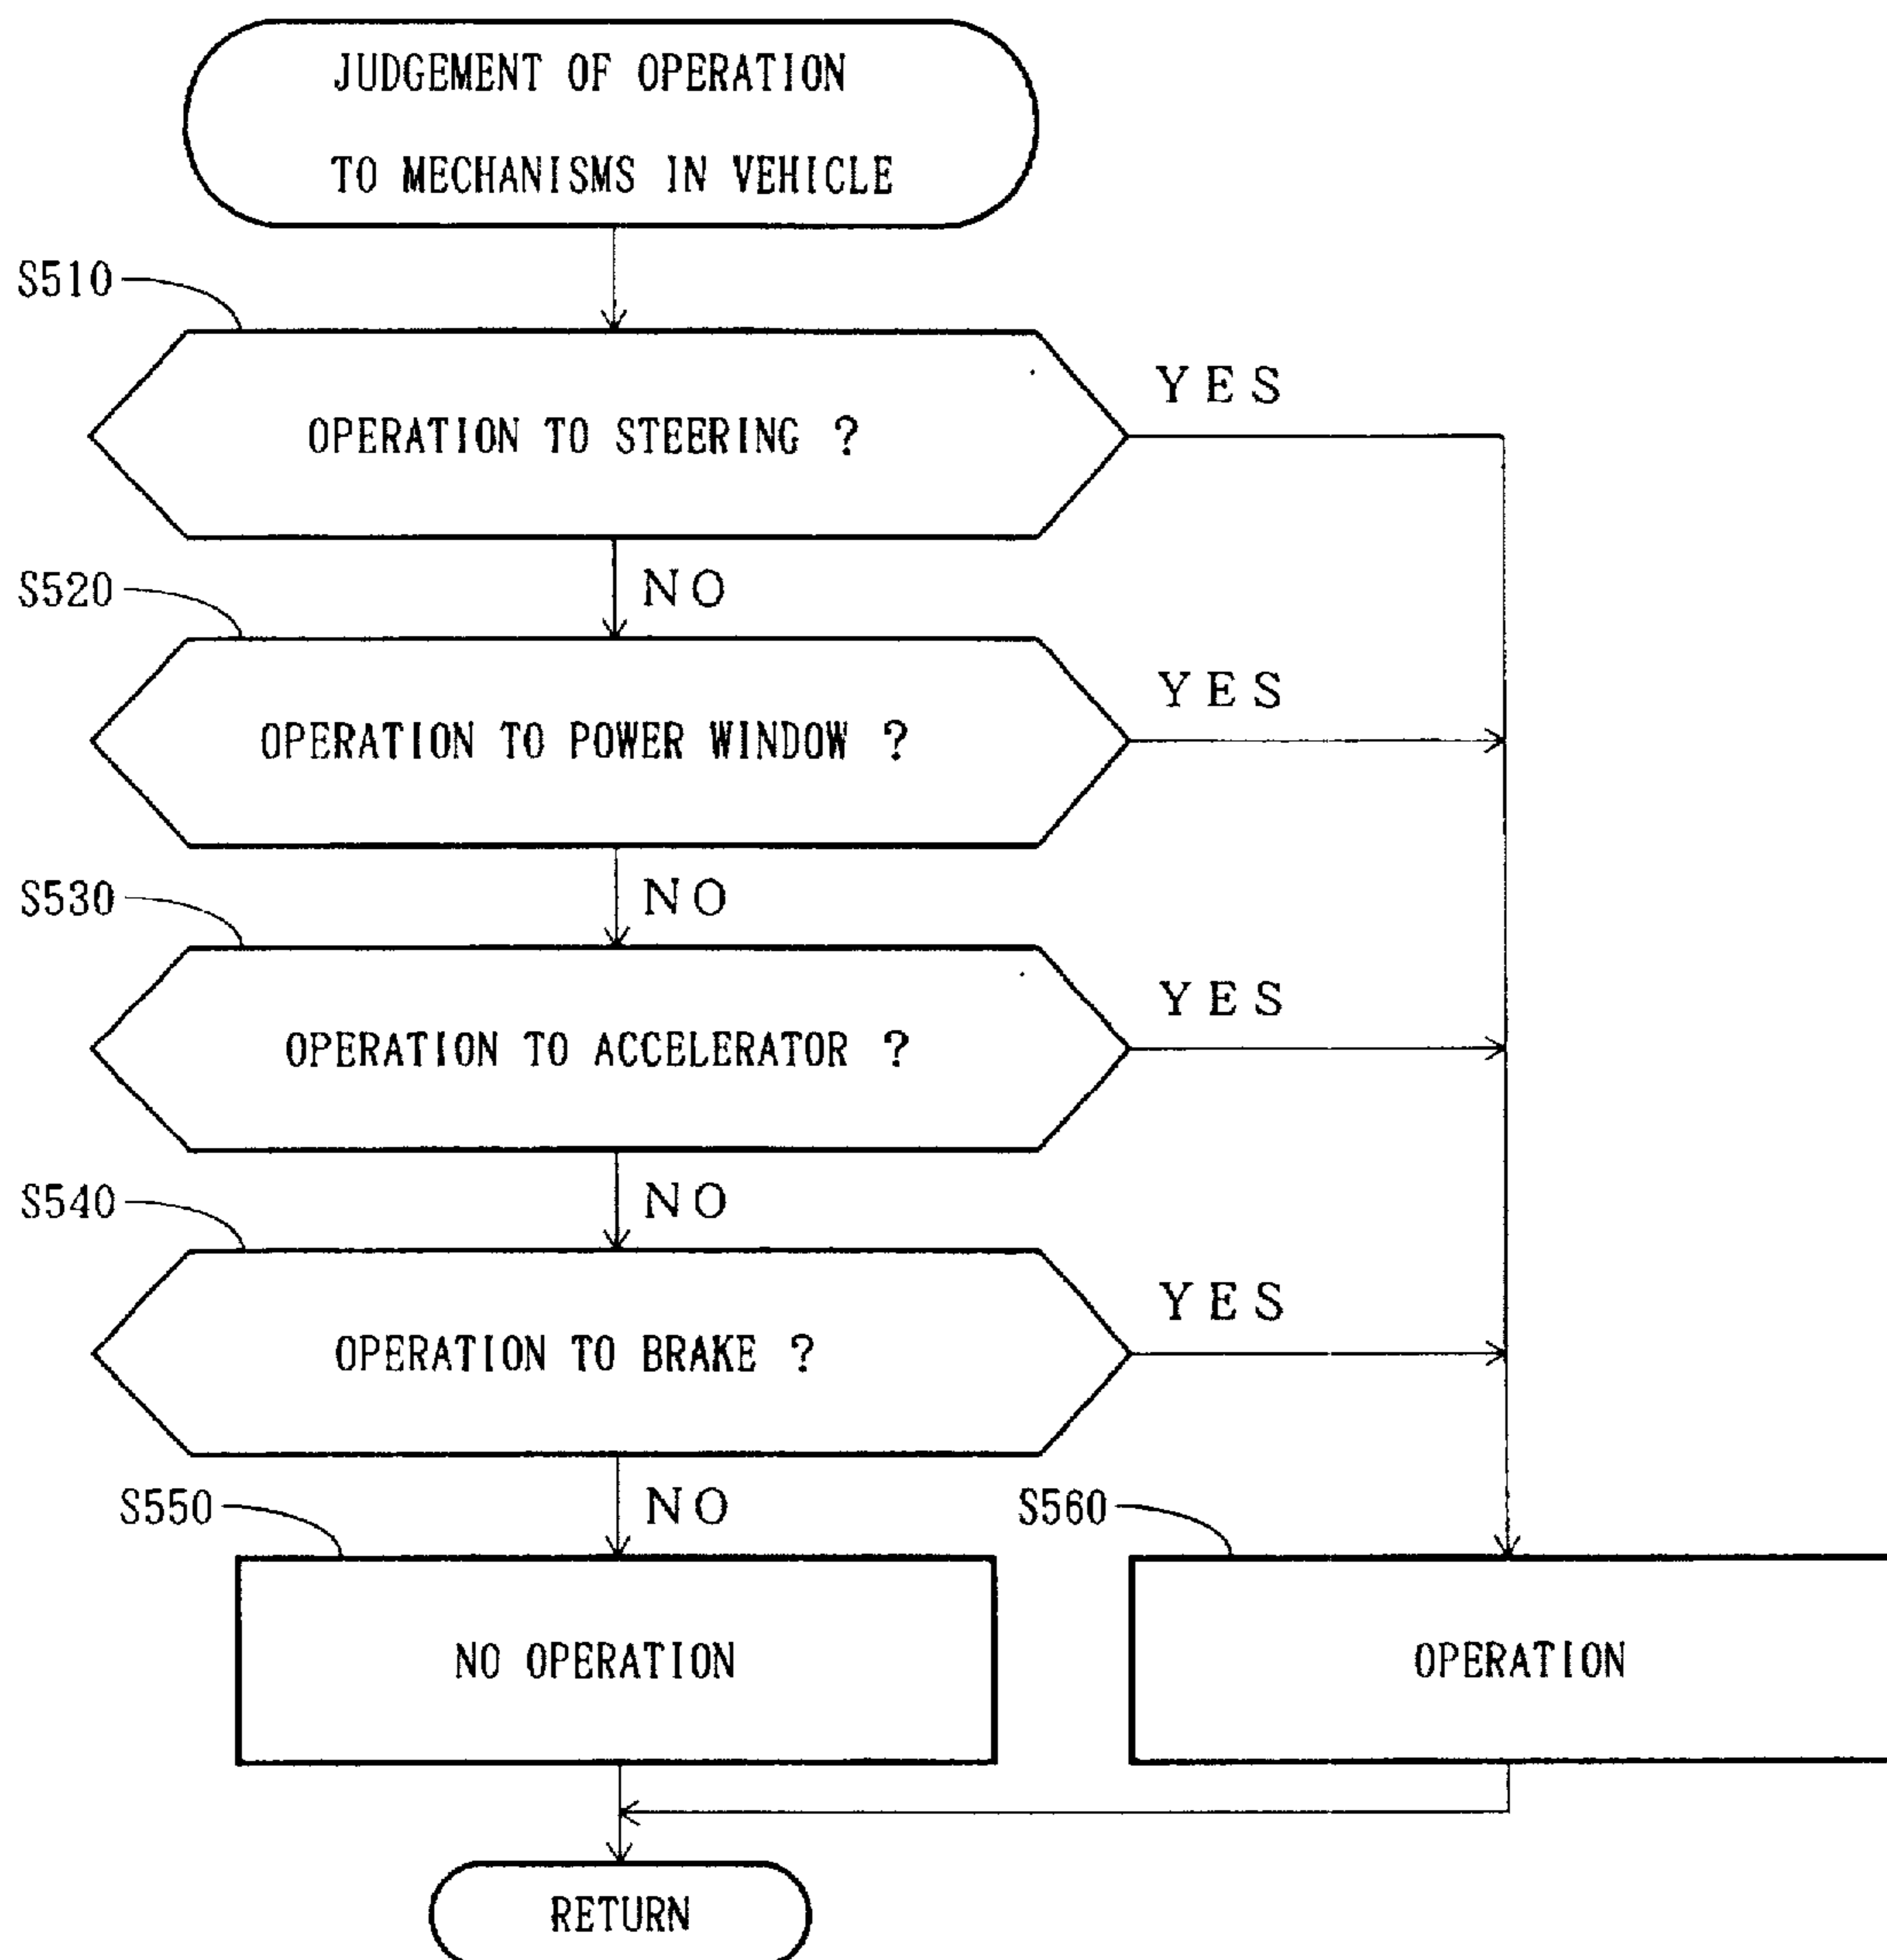 JUDGEMENT OF OPERATION
TO MECHANISMS IN VEHICLE
S510
OPERATION TO STEERING ?
YES
NO
S520
OPERATION TO POWER WINDOW ?
YES
NO
S530
OPERATION TO ACCELERATOR ?
YES
NO
S540
OPERATION TO BRAKE ?
YES
NO
S550
NO OPERATION
S560
OPERATION
RETURN